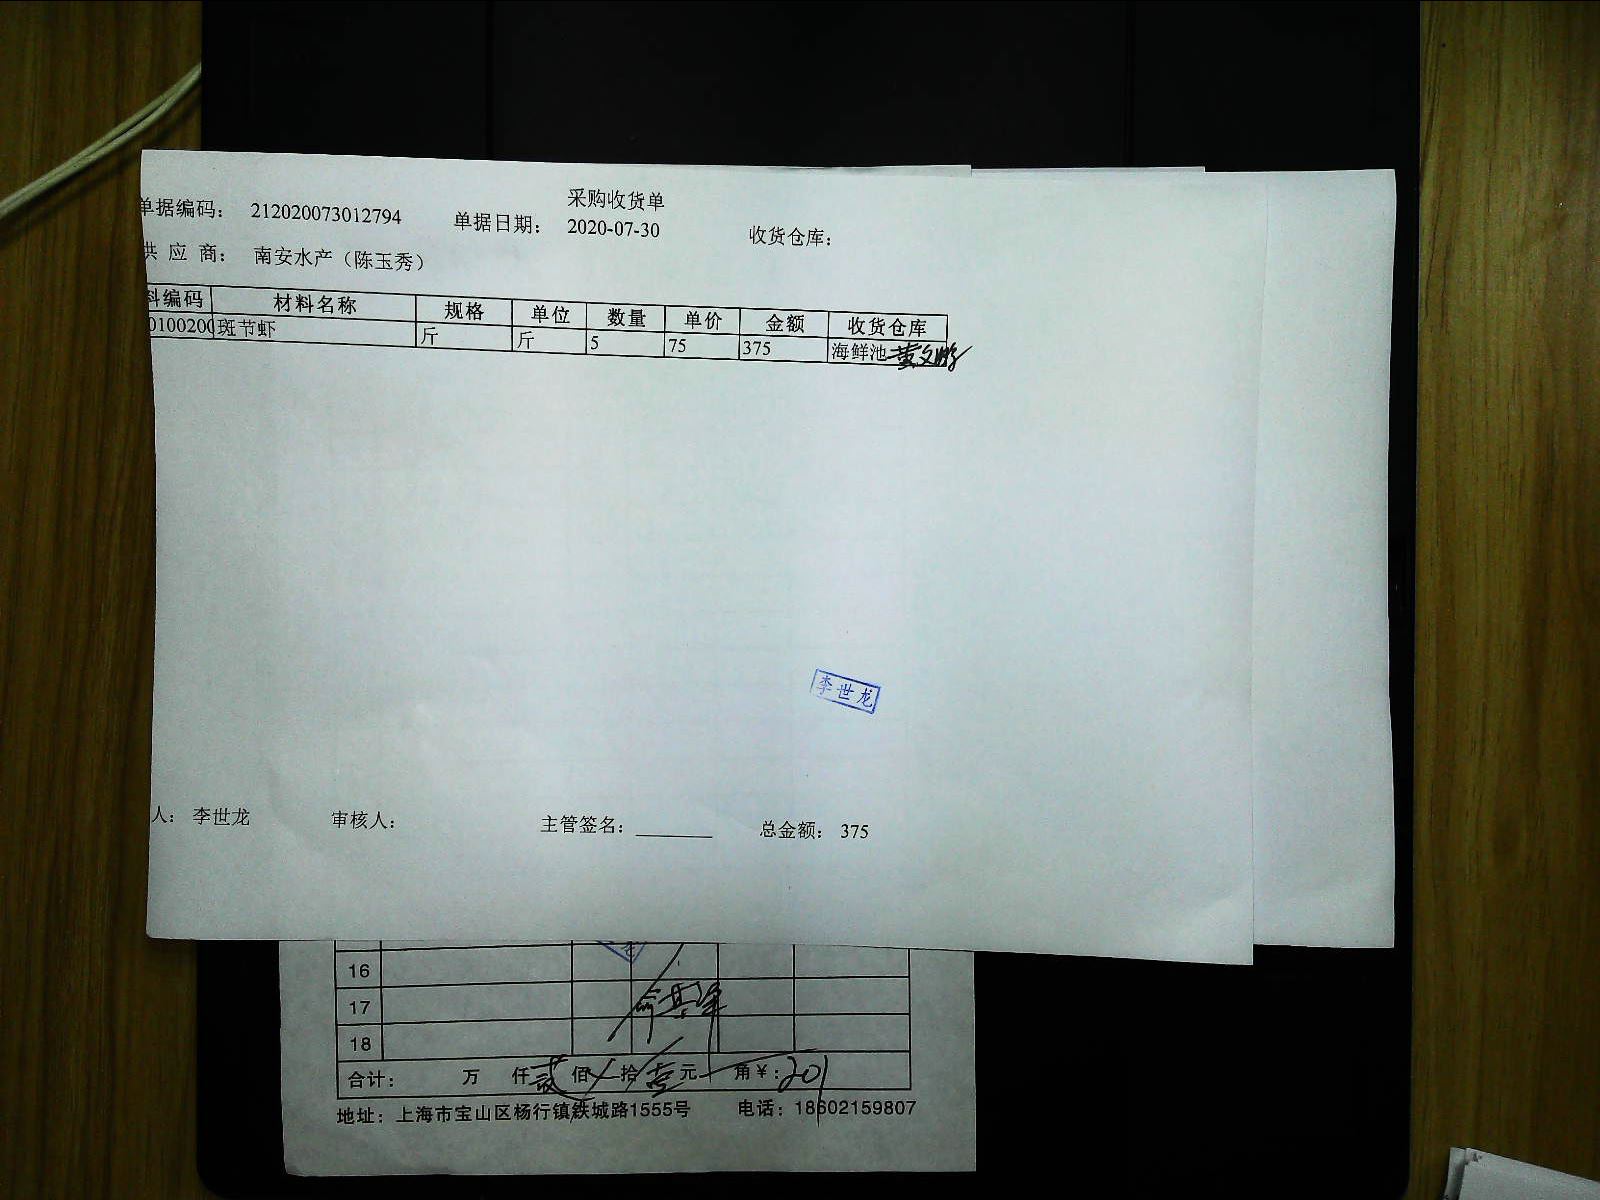 采购收货单
单据编码： 212020073012794 单据日期： 2020-07-30 收货仓库：
供 应 商： 南安水产（陈玉秀）
料编码 材料名称 规格 单位 数量 单价 金额 收货仓库
0100200 斑节虾 斤 斤 5 75 375 海鲜池
李世龙
人： 李世龙 审核人： 主管签名： 总金额： 375
16
17
18
合计： 万 仟 贰 佰 拾 壹 元 角 ¥：201
地址：上海市宝山区杨行镇铁城路1555号 电话：18602159807